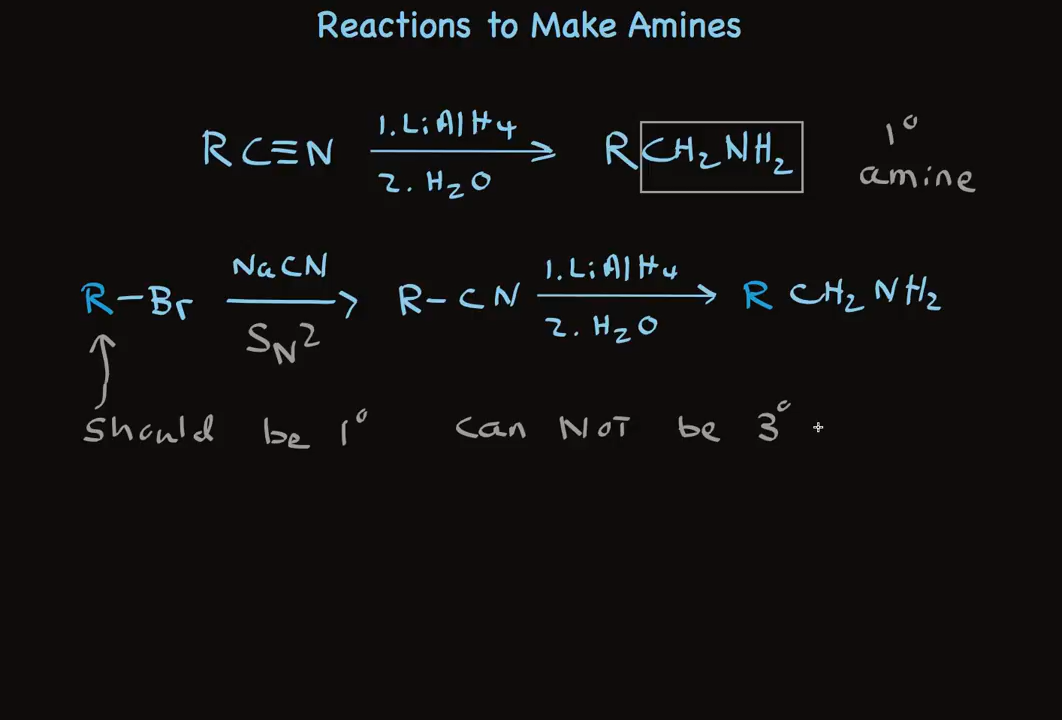 Reactions to Make Amines
RC≡N 1. LiAlH4 2. H2O RCH2NH2 1° amine
R-Br NaCN SN2 R-CN 1. LiAlH4 2. H2O R CH2NH2
should be 1° can NOT be 3°